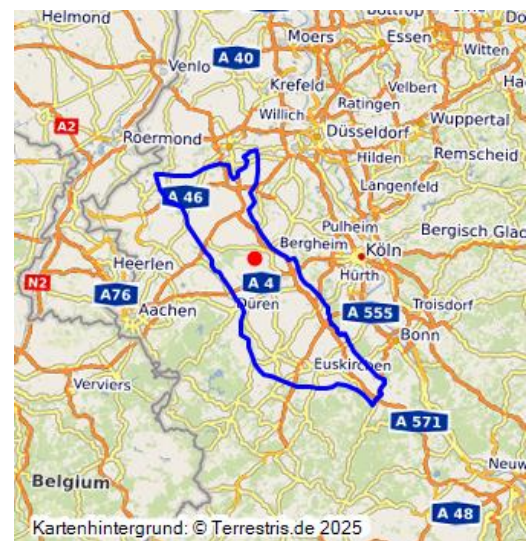 Helmond
Bottrop
Essen
Moers
Witten
A 40
Venlo
Krefeld
Velbert
Ha
Willich
Ratingen
Wuppertal
A2
Roermond
Düsseldorf
Hilden
Remscheid
A 46
Langenfeld
Pulheim
Bergheim
Köln
Bergisch Glad
Heerlen
N2
A76
A 4
Hürth
Düren
A 555
Troisdorf
Aachen
Bonn
Verviers
Euskirchen
A 571
Neuw
Belgium
A 48
Kartenhintergrund: © Terrestris.de 2025